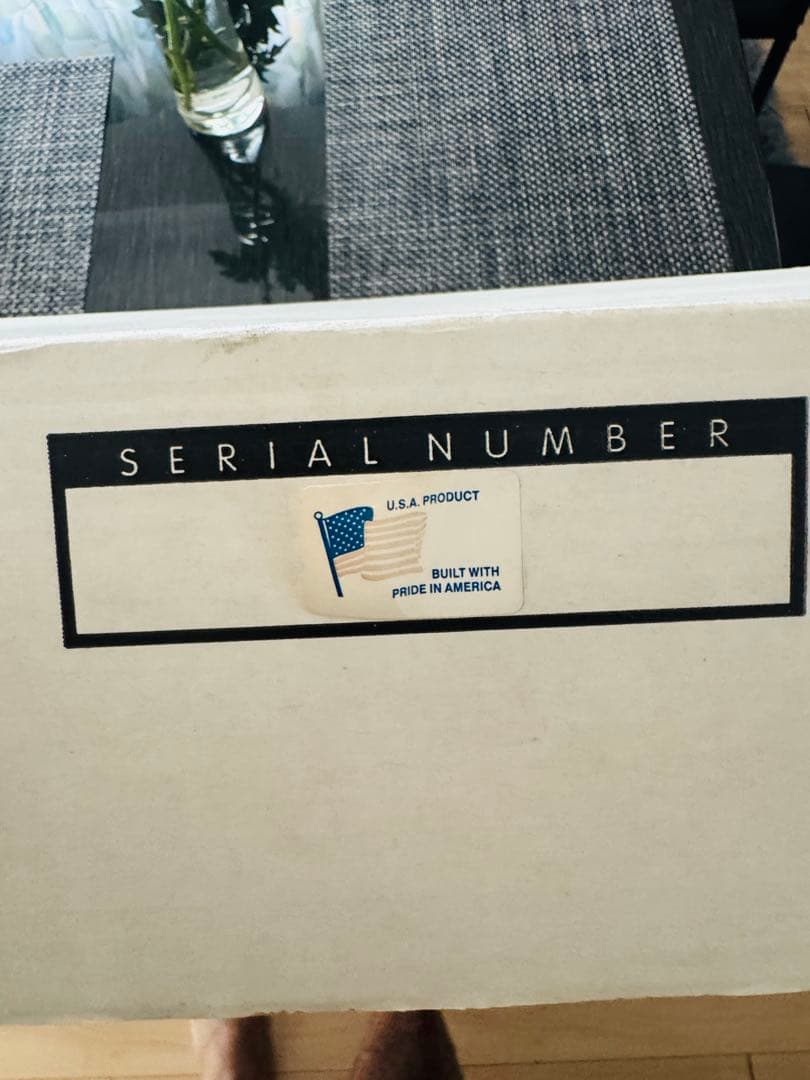 SERIAL NUMBER
U.S.A. PRODUCT
BUILT WITH
PRIDE IN AMERICA